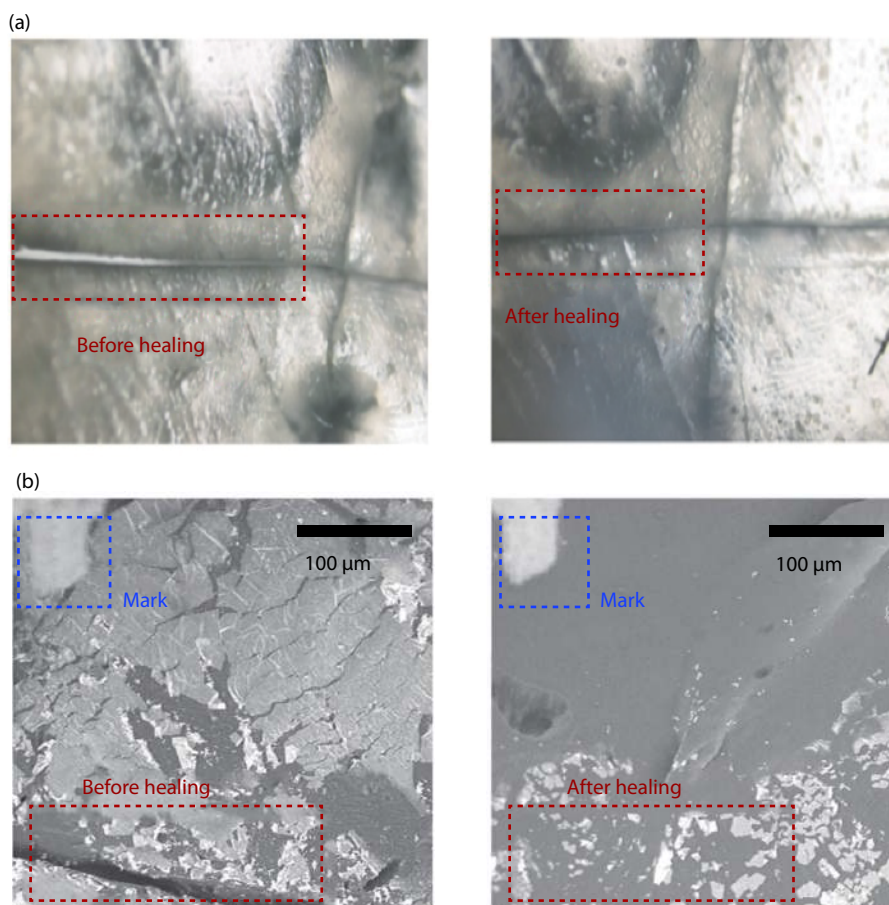 (a)
Before healing
After healing
(b)
100 µm
Mark
Before healing
100 µm
Mark
After healing